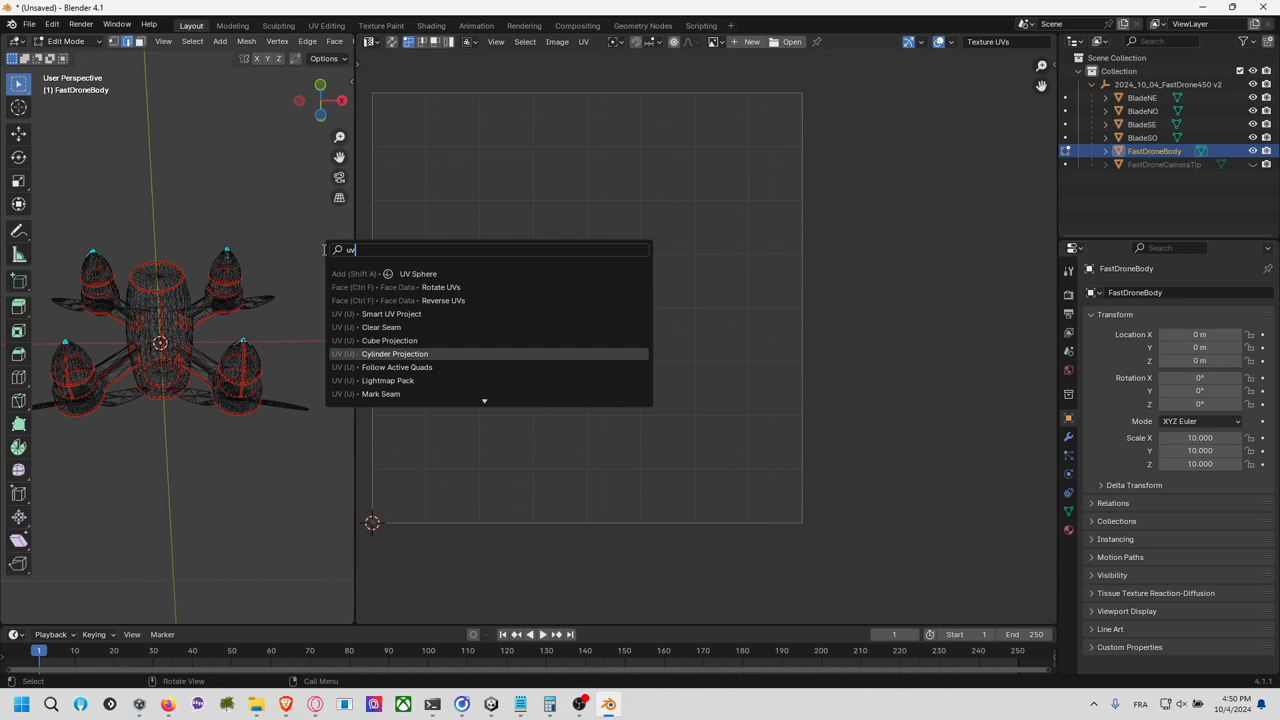 * (Unsaved) - Blender 4.1
File Edit Render Window Help Layout Modeling Sculpting UV Editing Texture Paint Shading Animation Rendering Compositing Geometry Nodes Scripting + Scene ViewLayer
Edit Mode View Select Add Mesh Vertex Edge Face View Select Image UV New Open Texture UVs Search
X Y Z Options
User Perspective
(1) FastDroneBody
X
uv
Add (Shift A) UV Sphere
Face (Ctrl F) Face Data Rotate UVs
Face (Ctrl F) Face Data Reverse UVs
UV (U) Smart UV Project
UV (U) Clear Seam
UV (U) Cube Projection
UV (U) Cylinder Projection
UV (U) Follow Active Quads
UV (U) Lightmap Pack
UV (U) Mark Seam
Scene Collection
Collection
2024_10_04_FastDrone450 v2
BladeNE
BladeNO
BladeSE
BladeSO
FastDroneBody
FastDroneCameraTip
Search
FastDroneBody
FastDroneBody
Transform
Location X 0 m
Y 0 m
Z 0 m
Rotation X 0°
Y 0°
Z 0°
Mode XYZ Euler
Scale X 10.000
Y 10.000
Z 10.000
Delta Transform
Relations
Collections
Instancing
Motion Paths
Visibility
Tissue Texture Reaction-Diffusion
Viewport Display
Line Art
Custom Properties
Playback Keying View Marker 1 Start 1 End 250
1 10 20 30 40 50 60 70 80 90 100 110 120 130 140 150 160 170 180 190 200 210 220 230 240 250
Select Rotate View Call Menu 4.1.1
FRA 4:50 PM
10/4/2024